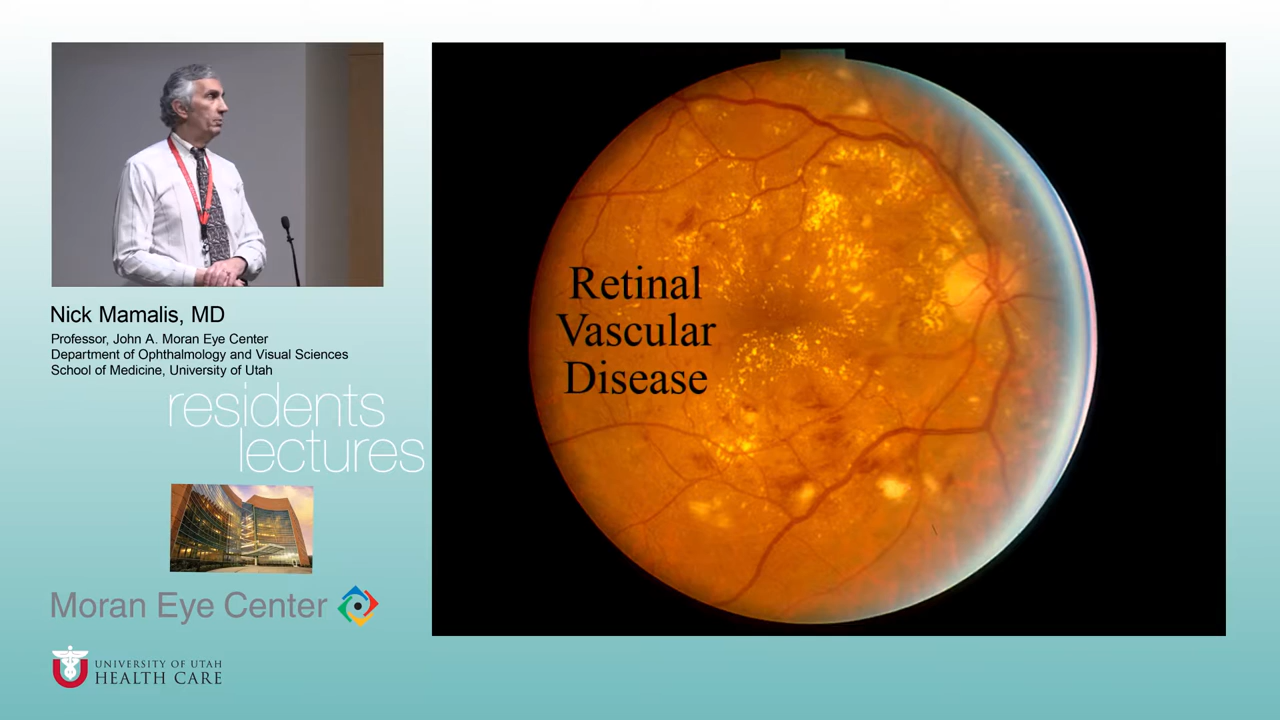 Nick Mamalis, MD
Professor, John A. Moran Eye Center
Department of Ophthalmology and Visual Sciences
School of Medicine, University of Utah
residents
lectures
Moran Eye Center
UNIVERSITY OF UTAH
HEALTH CARE
Retinal
Vascular
Disease